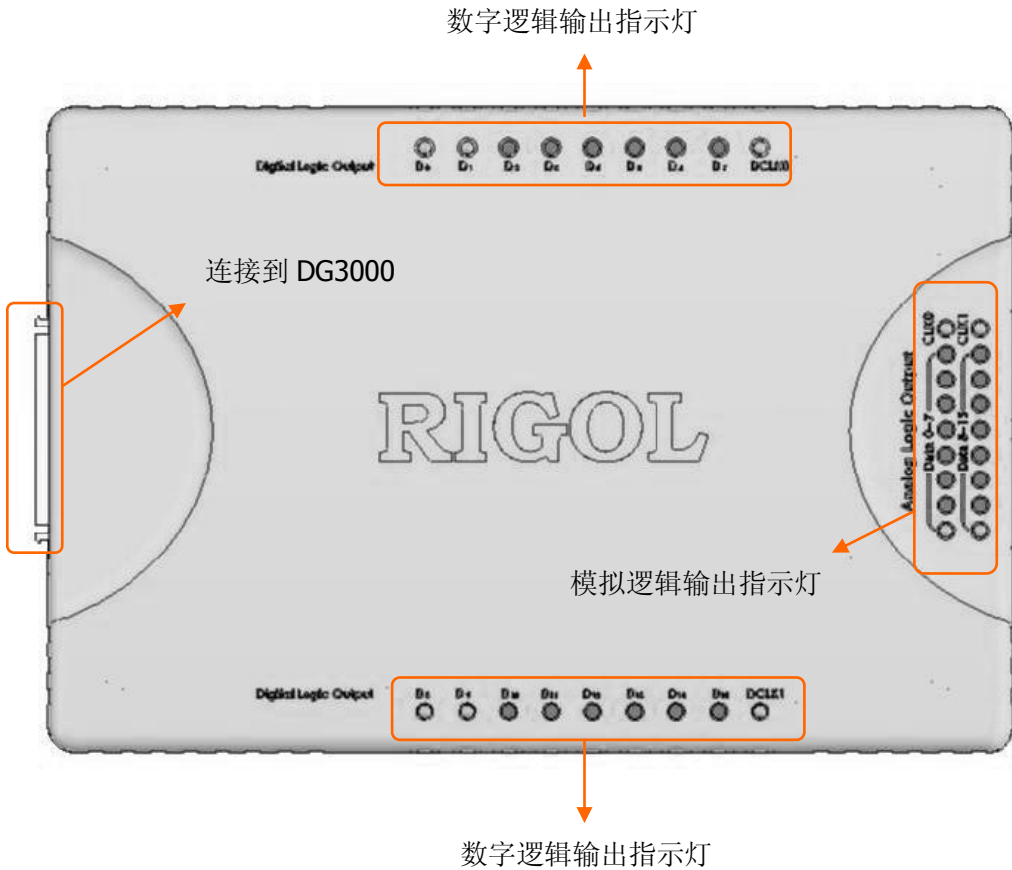 数字逻辑输出指示灯
Digital Logic Output
DCLK0
连接到 DG3000
CLK0
CLK1
Analog Logic Output
Data 0-7
Data 8-15
RIGOL
模拟逻辑输出指示灯
Digital Logic Output
DCLK1
数字逻辑输出指示灯